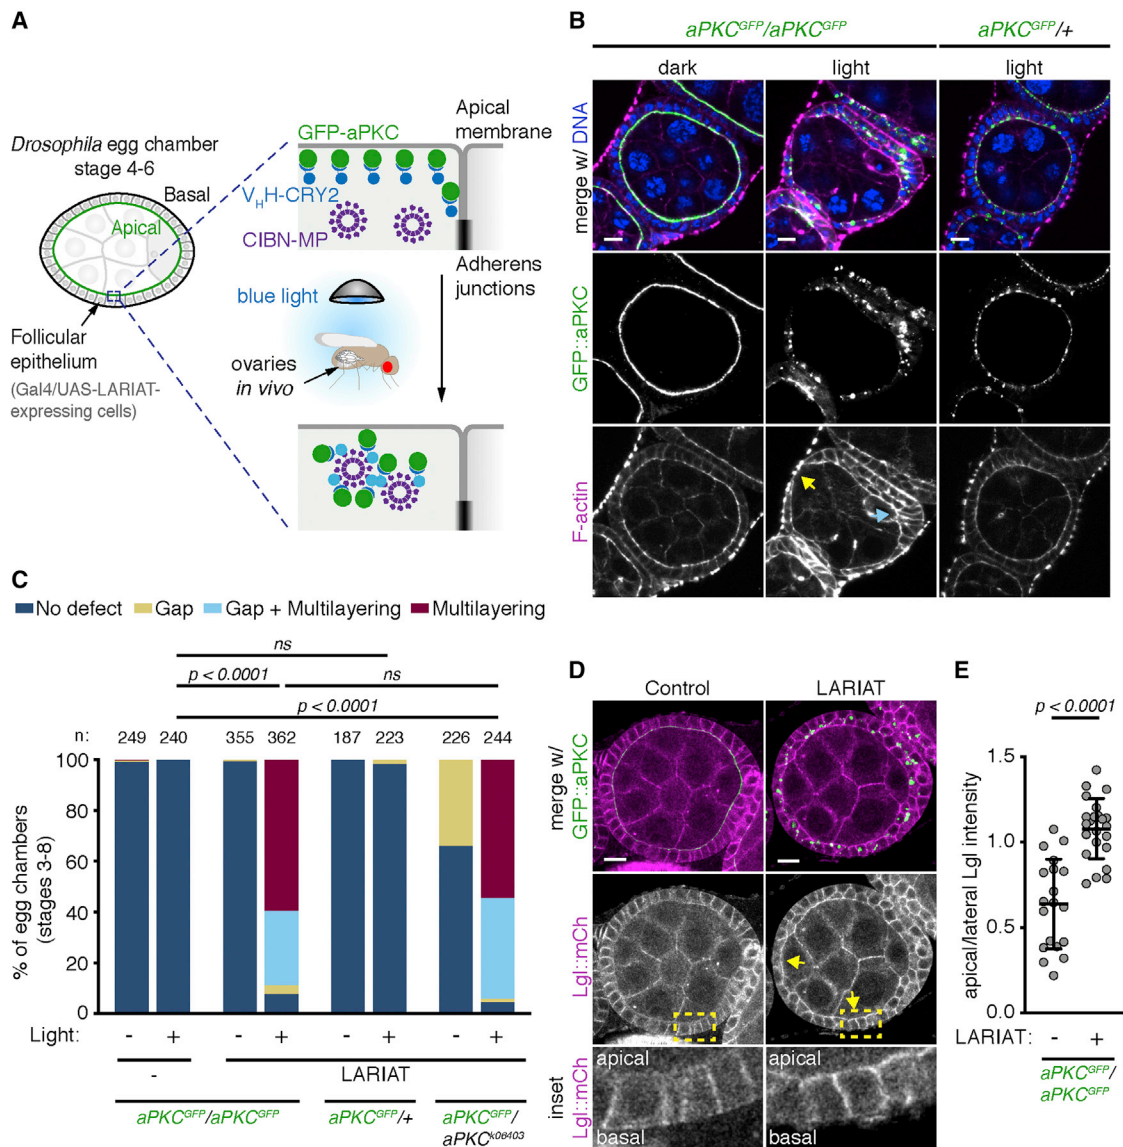 A
Drosophila egg chamber
stage 4-6
Basal
Apical
Follicular
epithelium
(Gal4/UAS-LARIAT-
expressing cells)
GFP-aPKC
Apical
membrane
VHH-CRY2
CIBN-MP
Adherens
junctions
blue light
ovaries
in vivo
B
aPKCGFP/aPKCGFP
aPKCGFP/+
dark
light
light
merge w/ DNA
GFP::aPKC
F-actin
C
No defect
Gap
Gap + Multilayering
Multilayering
ns
p < 0.0001
ns
p < 0.0001
n: 249 240 355 362 187 223 226 244
% of egg chambers
(stages 3-8)
100
80
60
40
20
0
Light: - + - + - + - +
- LARIAT
aPKCGFP/aPKCGFP
aPKCGFP/+
aPKCGFP/
aPKCk06403
D
Control
LARIAT
merge w/
GFP::aPKC
Lgl::mCh
inset
Lgl::mCh
apical
basal
apical
basal
E
p < 0.0001
apical/lateral Lgl intensity
1.5
1.0
0.5
0.0
LARIAT: - +
aPKCGFP/
aPKCGFP